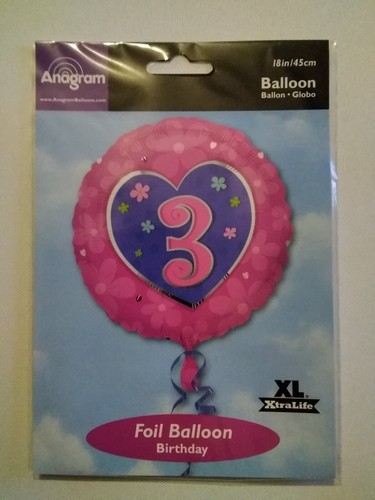 Anagram
www.AnagramBalloons.com
18in/45cm
Balloon
Ballon • Globo
3
XL
XtraLife
Foil Balloon
Birthday